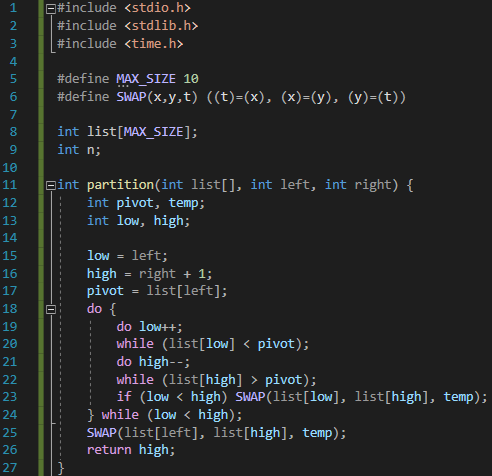 1 #include <stdio.h>
2 #include <stdlib.h>
3 #include <time.h>
4
5 #define MAX_SIZE 10
6 #define SWAP(x,y,t) ((t)=(x), (x)=(y), (y)=(t))
7
8 int list[MAX_SIZE];
9 int n;
10
11 int partition(int list[], int left, int right) {
12     int pivot, temp;
13     int low, high;
14
15     low = left;
16     high = right + 1;
17     pivot = list[left];
18     do {
19         do low++;
20         while (list[low] < pivot);
21         do high--;
22         while (list[high] > pivot);
23         if (low < high) SWAP(list[low], list[high], temp);
24     } while (low < high);
25     SWAP(list[left], list[high], temp);
26     return high;
27 }